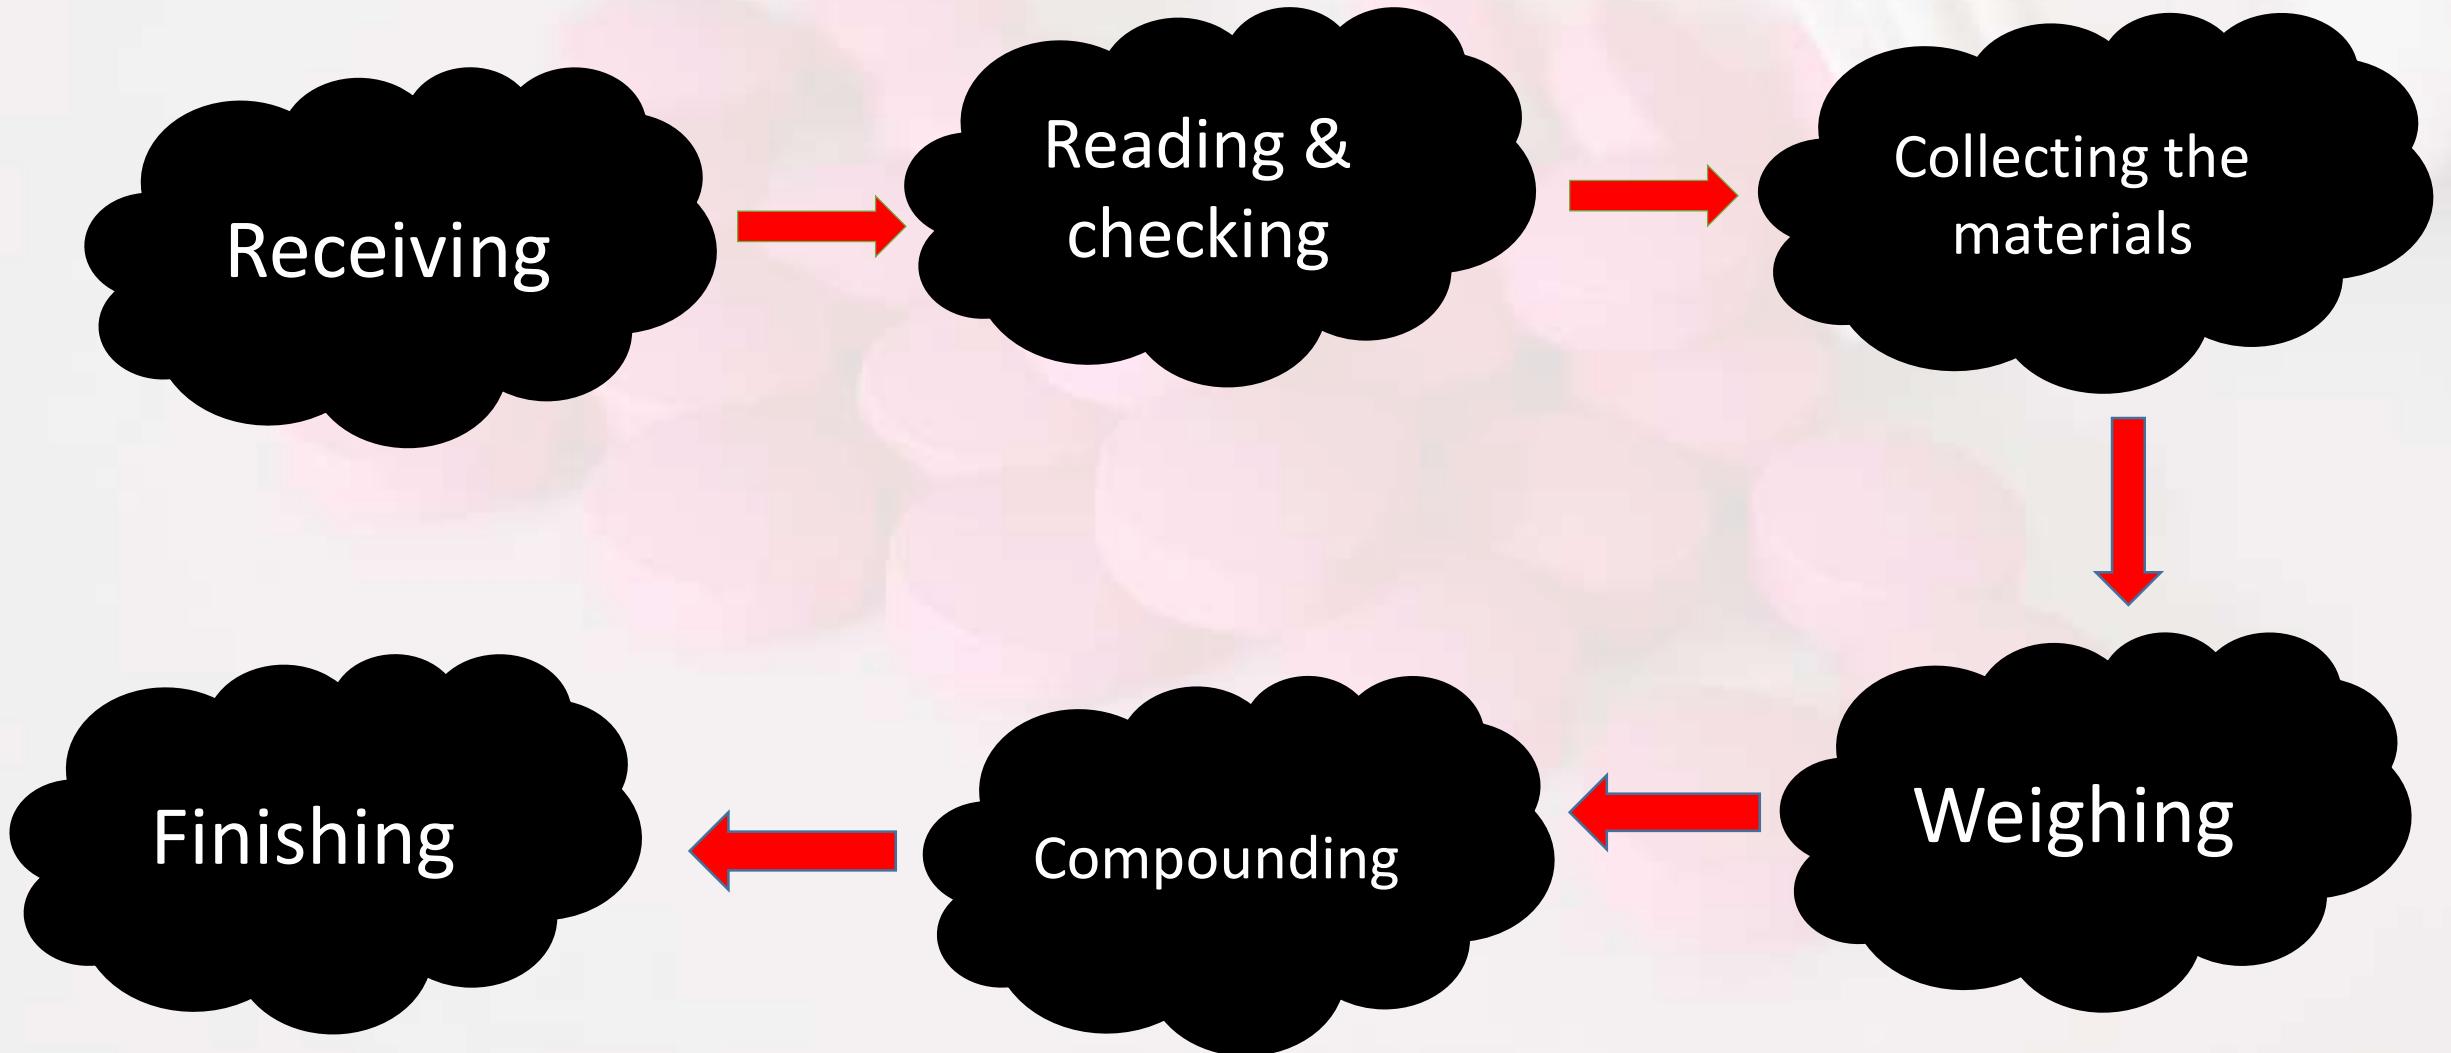 Receiving
Reading &
checking
Collecting the
materials
Weighing
Compounding
Finishing